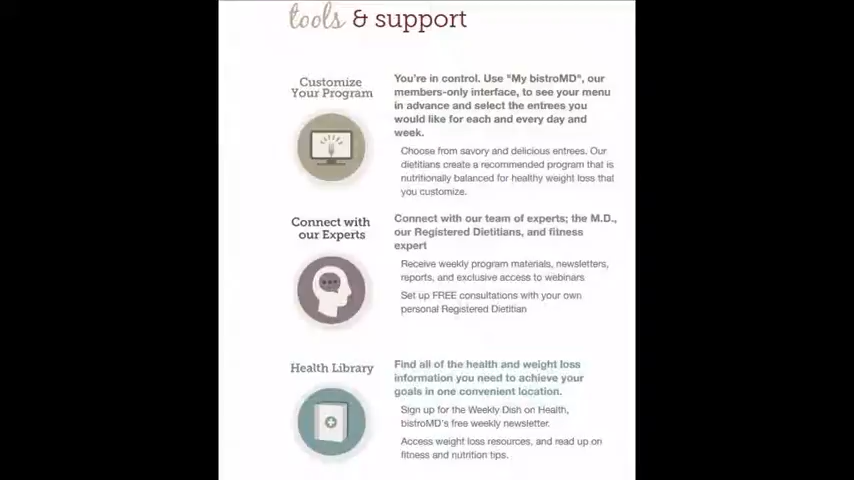 tools & support
Customize
Your Program
You're in control. Use "My bistroMD", our
members-only interface, to see your menu
in advance and select the entrees you
would like for each and every day and
week.
Choose from savory and delicious entrees. Our
dietitians create a recommended program that is
nutritionally balanced for healthy weight loss that
you customize.
Connect with
our Experts
Connect with our team of experts; the M.D.,
our Registered Dietitians, and fitness
expert
Receive weekly program materials, newsletters,
reports, and exclusive access to webinars
Set up FREE consultations with your own
personal Registered Dietitian
Health Library
Find all of the health and weight loss
information you need to achieve your
goals in one convenient location.
Sign up for the Weekly Dish on Health,
bistroMD's free weekly newsletter.
Access weight loss resources, and read up on
fitness and nutrition tips.